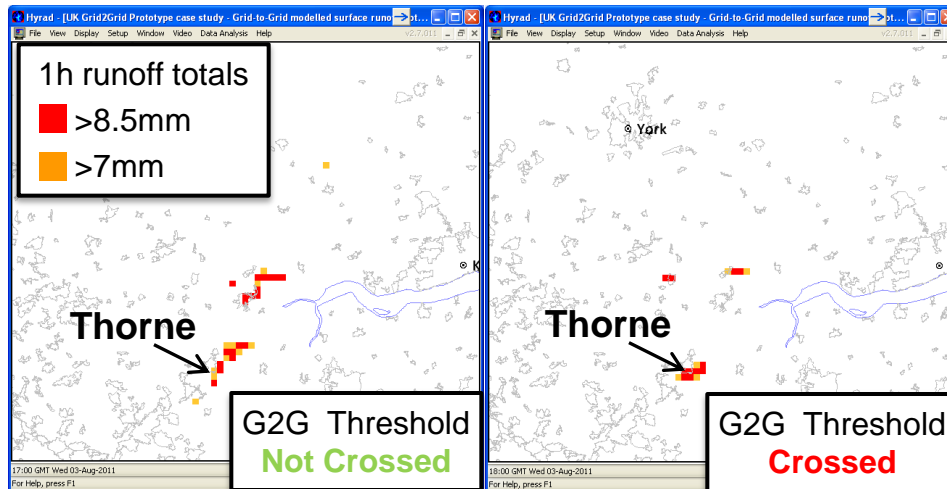 Hyrad - [UK Grid2Grid Prototype case study - Grid-to-Grid modelled surface runo
File View Display Setup Window Video Data Analysis Help v2.7.011
1h runoff totals
>8.5mm
>7mm
K
Thorne
G2G Threshold
Not Crossed
17:00 GMT Wed 03-Aug-2011
For Help, press F1
Hyrad - [UK Grid2Grid Prototype case study - Grid-to-Grid modelled surface runo
File View Display Setup Window Video Data Analysis Help v2.7.011
York
Thorne
G2G Threshold
Crossed
18:00 GMT Wed 03-Aug-2011
For Help, press F1